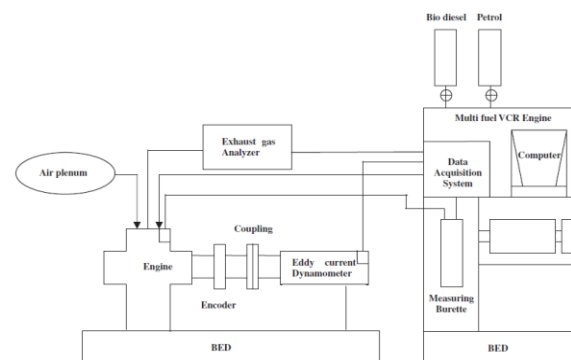 Bio diesel
Petrol
Multi fuel VCR Engine
Exhaust gas
Analyzer
Data
Acquisition
System
Computer
Air plenum
Coupling
Engine
Eddy current
Dynamometer
Encoder
Measuring
Burette
BED
BED